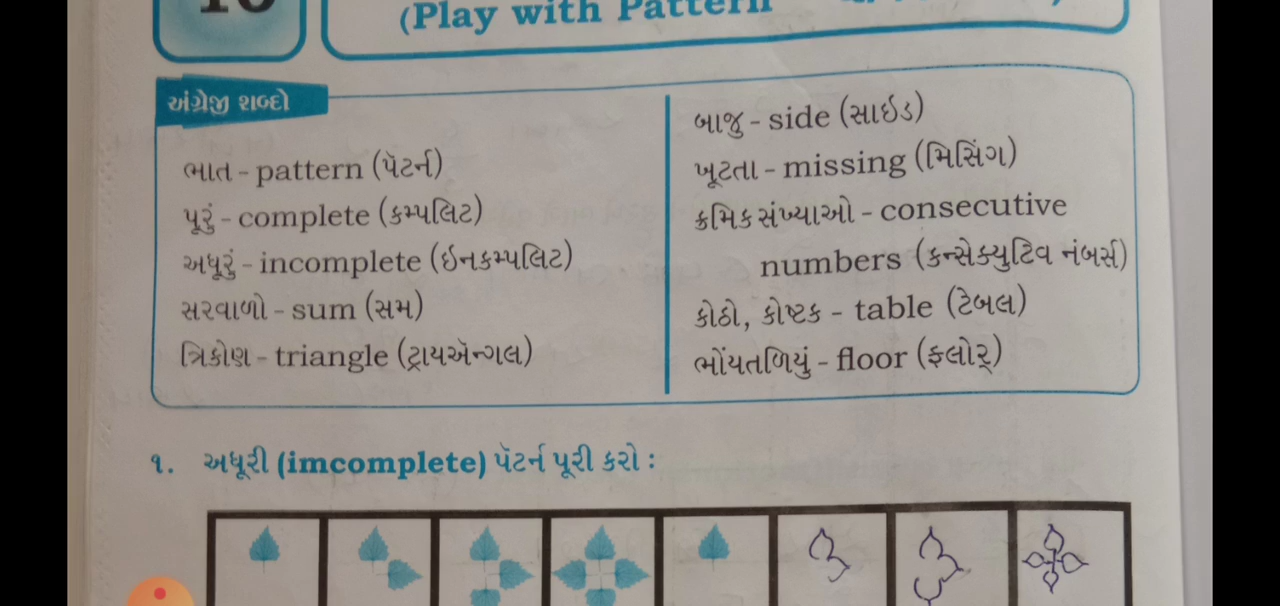 (Play with Pattern
અંગ્રેજી શબ્દો
ભાત - pattern (પૅટર્ન)
પૂરું - complete (કમ્પલિટ)
અધૂરું - incomplete (ઇનકમ્પલિટ)
સરવાળો - sum (સમ)
ત્રિકોણ - triangle (ટ્રાયઍન્ગલ)
બાજુ - side (સાઇડ)
ખૂટતા - missing (મિસિંગ)
ક્રમિક સંખ્યાઓ - consecutive
numbers (કન્સેક્યુટિવ નંબર્સ)
કોઠો, કોષ્ટક - table (ટેબલ)
ભોંયતળિયું - floor (ફ્લોર્)
૧. અધૂરી (imcomplete) પૅટર્ન પૂરી કરો :